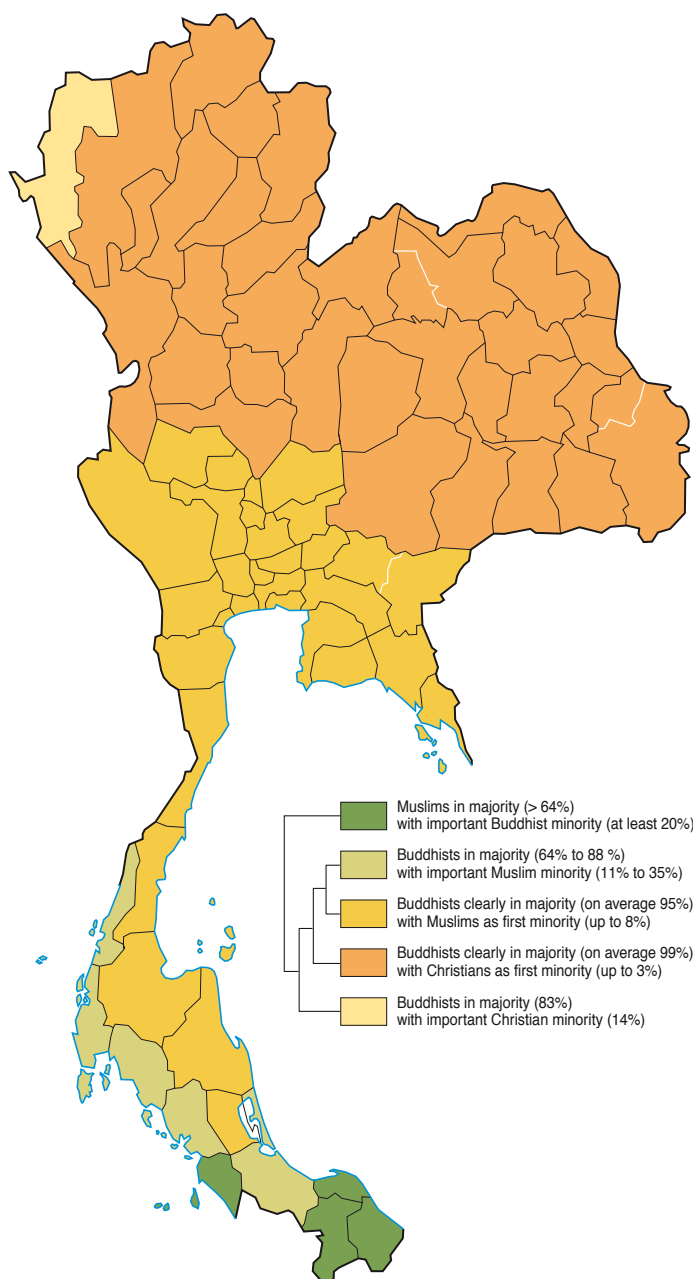 Muslims in majority (> 64%)
with important Buddhist minority (at least 20%)
Buddhists in majority (64% to 88 %)
with important Muslim minority (11% to 35%)
Buddhists clearly in majority (on average 95%)
with Muslims as first minority (up to 8%)
Buddhists clearly in majority (on average 99%)
with Christians as first minority (up to 3%)
Buddhists in majority (83%)
with important Christian minority (14%)